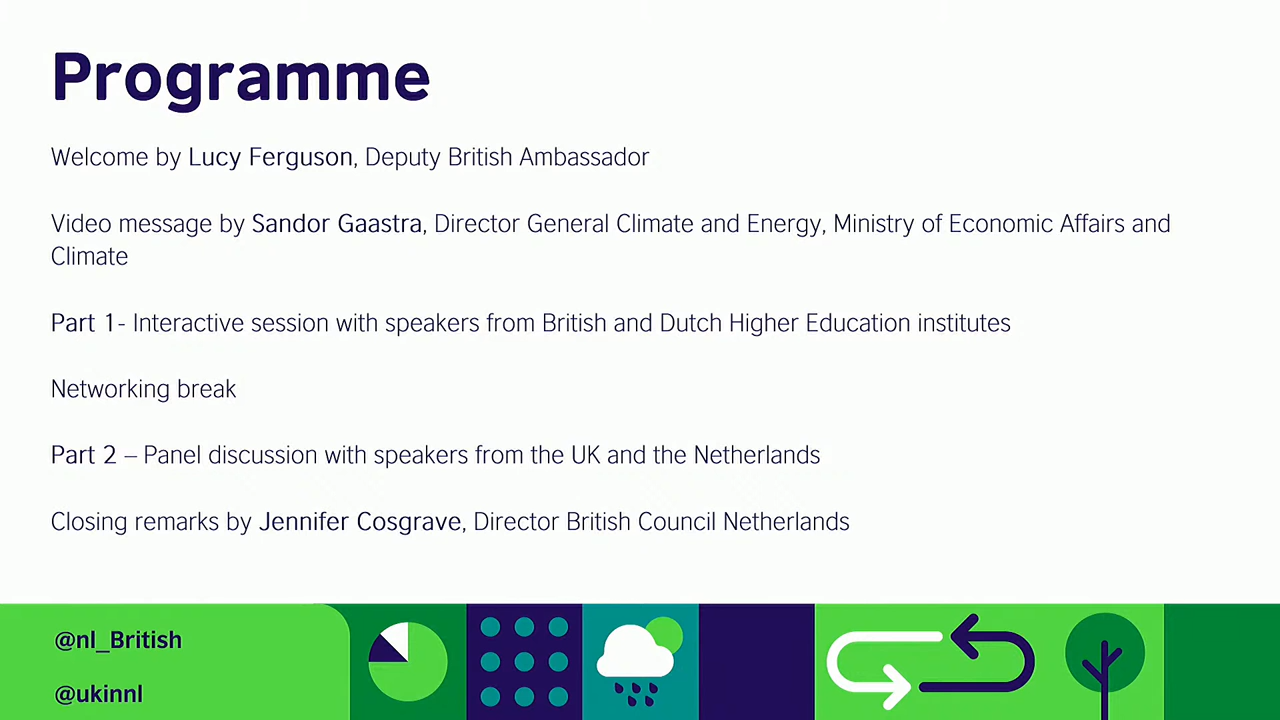 Programme
Welcome by Lucy Ferguson, Deputy British Ambassador
Video message by Sandor Gaastra, Director General Climate and Energy, Ministry of Economic Affairs and
Climate
Part 1- Interactive session with speakers from British and Dutch Higher Education institutes
Networking break
Part 2 – Panel discussion with speakers from the UK and the Netherlands
Closing remarks by Jennifer Cosgrave, Director British Council Netherlands
@nl_British
@ukinnl